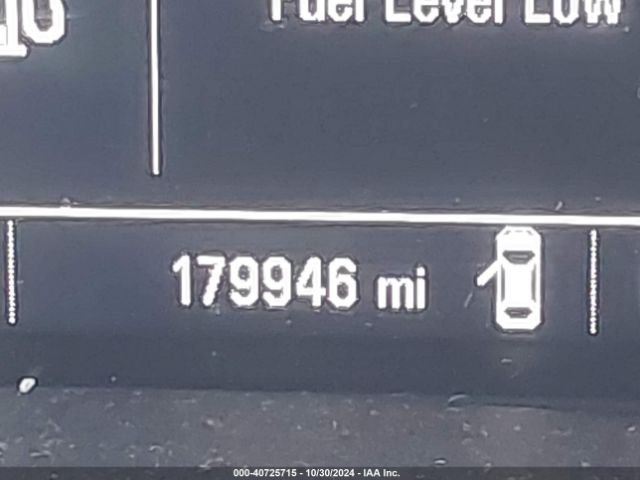 Fuel Level Low
179946 mi
000-40725715 - 10/30/2024 - IAA Inc.